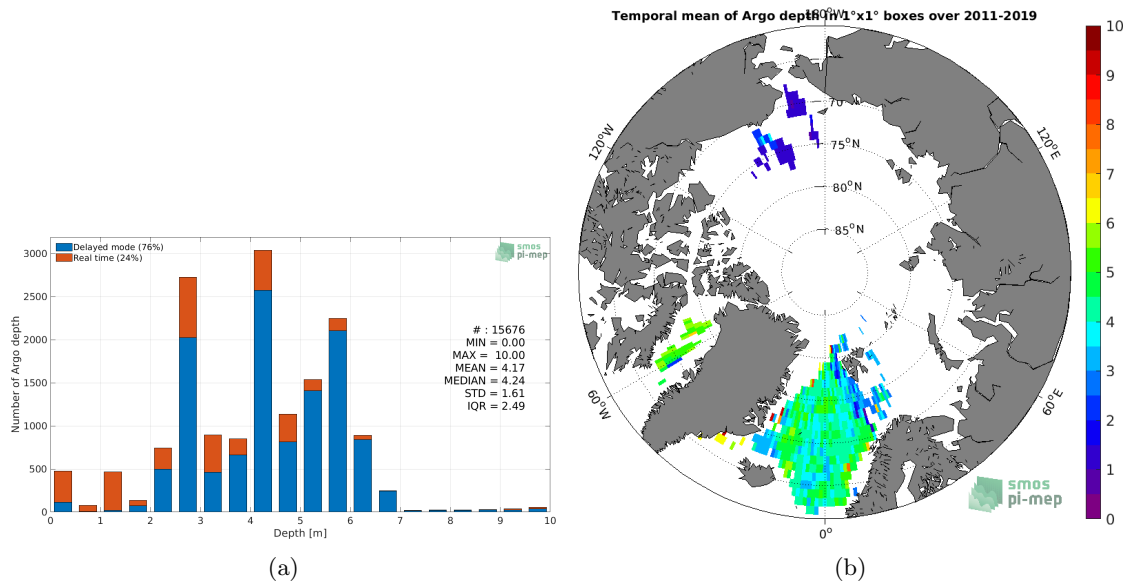 Temporal mean of Argo depth in 1°x1° boxes over 2011-2019
180°W
Delayed mode (76%)
Real time (24%)
smos
pi-mep
# : 15676
MIN = 0.00
MAX = 10.00
MEAN = 4.17
MEDIAN = 4.24
STD = 1.61
IQR = 2.49
Number of Argo depth
3000
2500
2000
1500
1000
500
0
0 1 2 3 4 5 6 7 8 9 10
Depth [m]
(a)
120°W
120°E
60°W
60°E
0°
70°N
75°N
80°N
85°N
smos
pi-mep
10
9
8
7
6
5
4
3
2
1
0
(b)